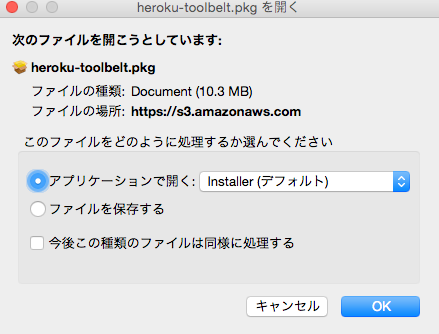 heroku-toolbelt.pkg を開く
次のファイルを開こうとしています:
heroku-toolbelt.pkg
ファイルの種類: Document (10.3 MB)
ファイルの場所: https://s3.amazonaws.com
このファイルをどのように処理するか選んでください
アプリケーションで開く: Installer (デフォルト)
ファイルを保存する
今後この種類のファイルは同様に処理する
キャンセル OK